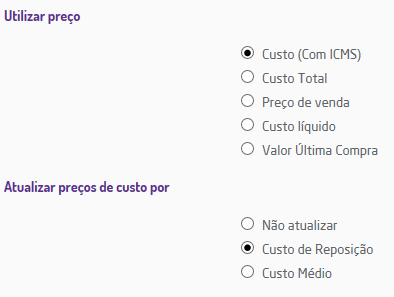 Utilizar preço
Custo (Com ICMS)
Custo Total
Preço de venda
Custo líquido
Valor Última Compra
Atualizar preços de custo por
Não atualizar
Custo de Reposição
Custo Médio